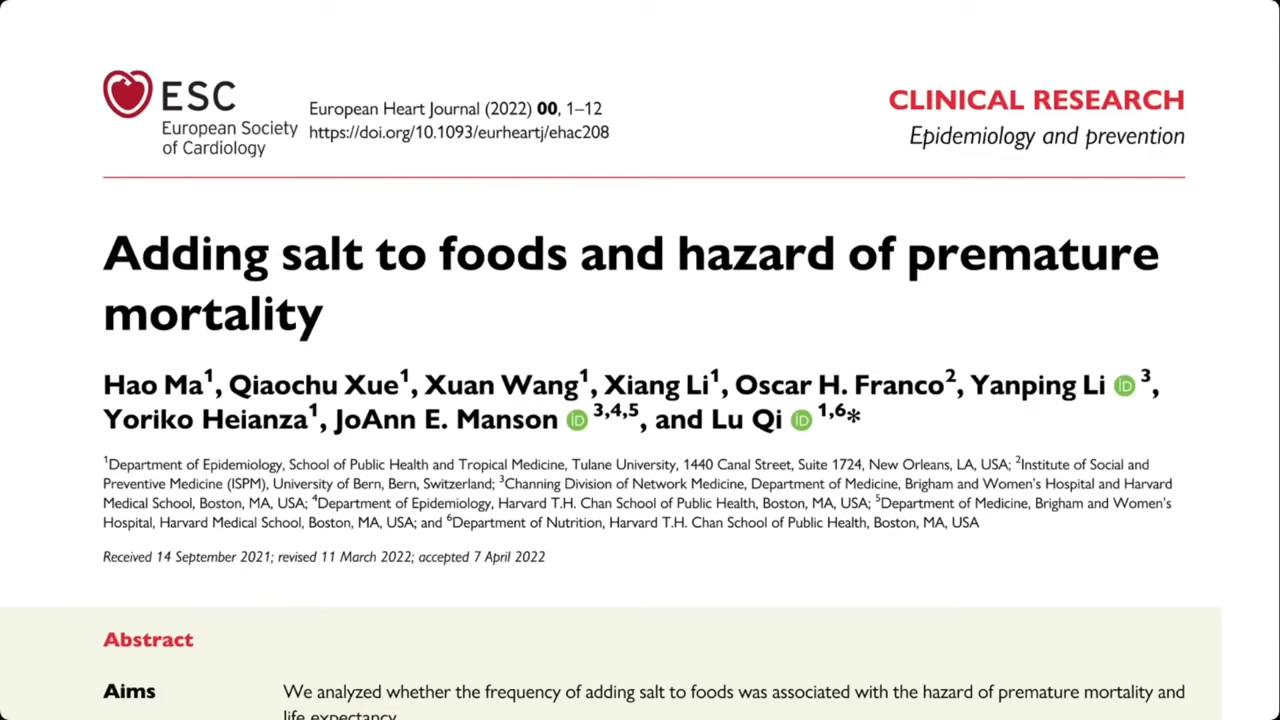 ESC
European Society
of Cardiology
European Heart Journal (2022) 00, 1–12
https://doi.org/10.1093/eurheartj/ehac208
CLINICAL RESEARCH
Epidemiology and prevention
Adding salt to foods and hazard of premature
mortality
Hao Ma1, Qiaochu Xue1, Xuan Wang1, Xiang Li1, Oscar H. Franco2, Yanping Li iD 3,
Yoriko Heianza1, JoAnn E. Manson iD 3,4,5, and Lu Qi iD 1,6*
1Department of Epidemiology, School of Public Health and Tropical Medicine, Tulane University, 1440 Canal Street, Suite 1724, New Orleans, LA, USA; 2Institute of Social and
Preventive Medicine (ISPM), University of Bern, Bern, Switzerland; 3Channing Division of Network Medicine, Department of Medicine, Brigham and Women's Hospital and Harvard
Medical School, Boston, MA, USA; 4Department of Epidemiology, Harvard T.H. Chan School of Public Health, Boston, MA, USA; 5Department of Medicine, Brigham and Women's
Hospital, Harvard Medical School, Boston, MA, USA; and 6Department of Nutrition, Harvard T.H. Chan School of Public Health, Boston, MA, USA
Received 14 September 2021; revised 11 March 2022; accepted 7 April 2022
Abstract
Aims
We analyzed whether the frequency of adding salt to foods was associated with the hazard of premature mortality and
life expectancy.